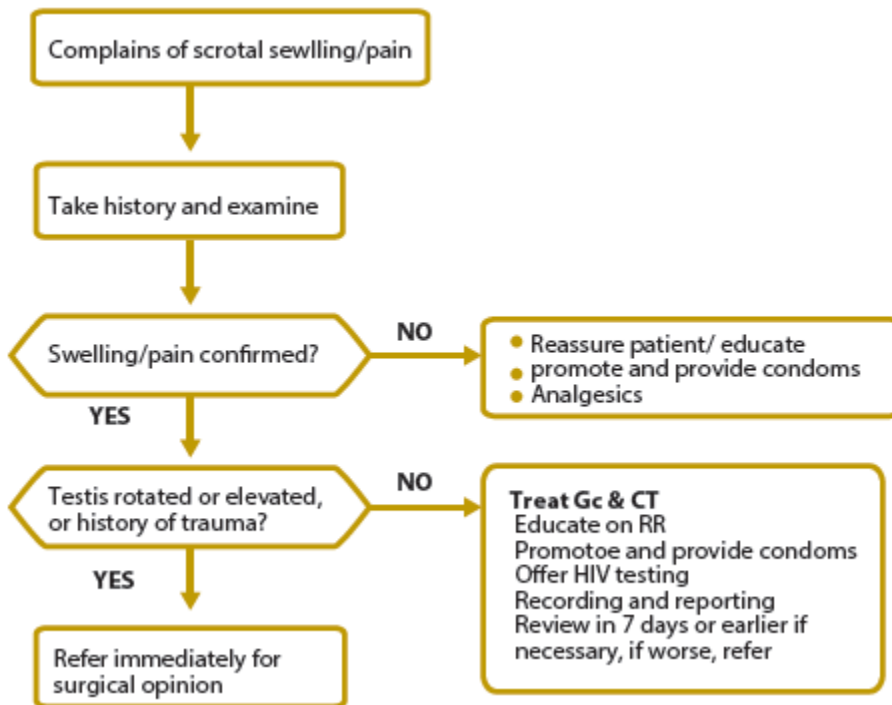 Complains of scrotal sewlling/pain
Take history and examine
Swelling/pain confirmed?
NO
● Reassure patient/ educate
● promote and provide condoms
● Analgesics
YES
Testis rotated or elevated,
or history of trauma?
NO
Treat Gc & CT
Educate on RR
Promotoe and provide condoms
Offer HIV testing
Recording and reporting
Review in 7 days or earlier if
necessary, if worse, refer
YES
Refer immediately for
surgical opinion